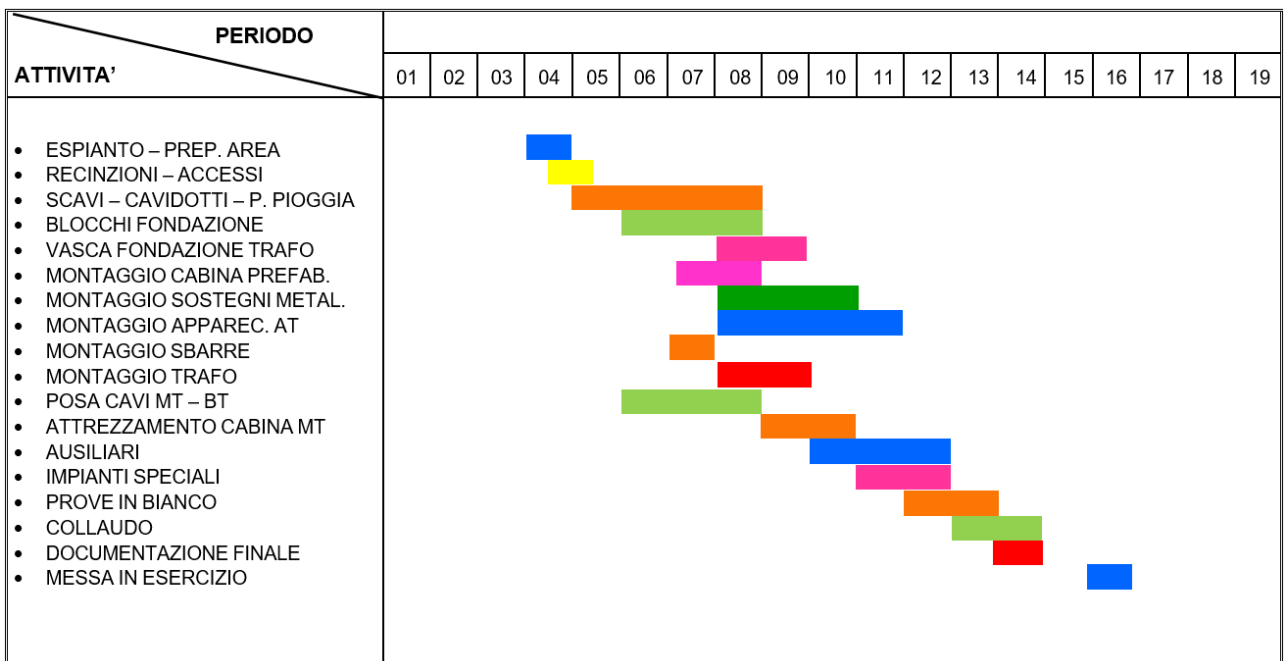 PERIODO
ATTIVITA’
01 02 03 04 05 06 07 08 09 10 11 12 13 14 15 16 17 18 19
• ESPIANTO – PREP. AREA
• RECINZIONI – ACCESSI
• SCAVI – CAVIDOTTI – P. PIOGGIA
• BLOCCHI FONDAZIONE
• VASCA FONDAZIONE TRAFO
• MONTAGGIO CABINA PREFAB.
• MONTAGGIO SOSTEGNI METAL.
• MONTAGGIO APPAREC. AT
• MONTAGGIO SBARRE
• MONTAGGIO TRAFO
• POSA CAVI MT – BT
• ATTREZZAMENTO CABINA MT
• AUSILIARI
• IMPIANTI SPECIALI
• PROVE IN BIANCO
• COLLAUDO
• DOCUMENTAZIONE FINALE
• MESSA IN ESERCIZIO